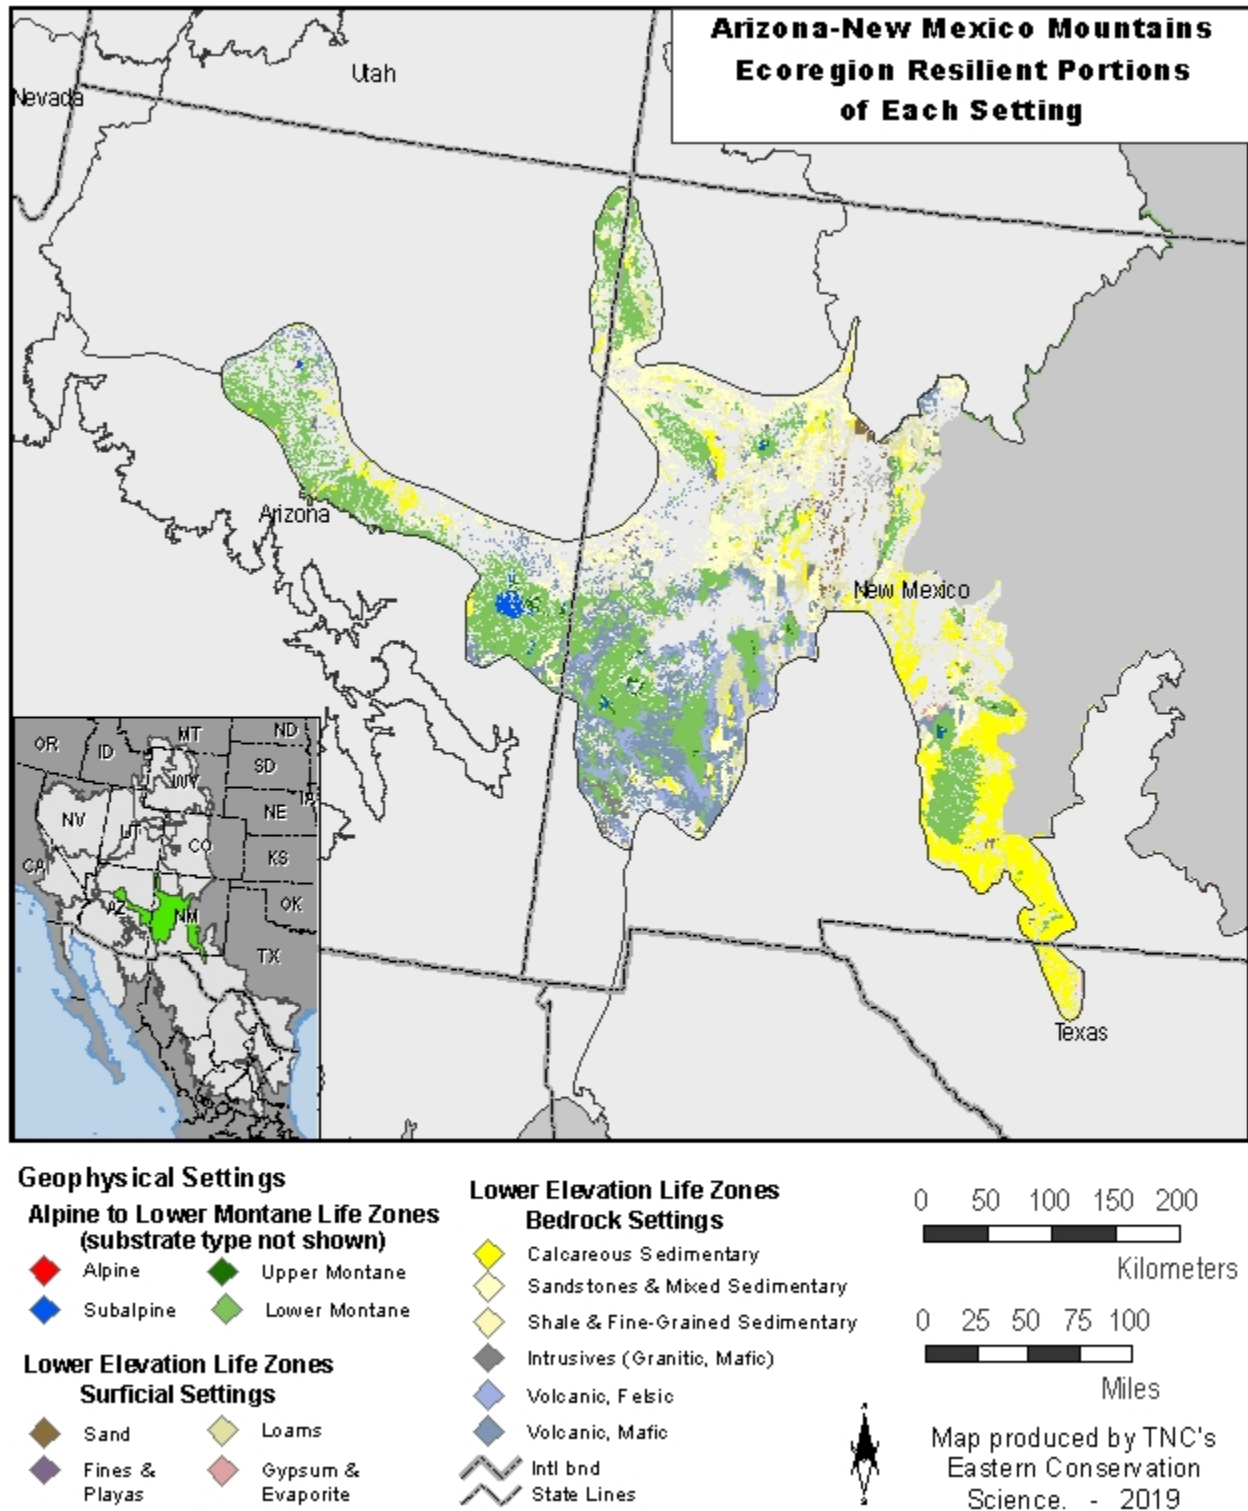 Arizona-New Mexico Mountains
Ecoregion Resilient Portions
of Each Setting
Utah
Nevada
Arizona
New Mexico
Texas
OR
ID
MT
ND
WY
SD
NE
IA
NV
UT
CO
KS
CA
AZ
NM
OK
TX
Geophysical Settings
Alpine to Lower Montane Life Zones
(substrate type not shown)
Alpine
Upper Montane
Subalpine
Lower Montane
Lower Elevation Life Zones
Surficial Settings
Sand
Loams
Fines &
Playas
Gypsum &
Evaporite
Lower Elevation Life Zones
Bedrock Settings
Calcareous Sedimentary
Sandstones & Mixed Sedimentary
Shale & Fine-Grained Sedimentary
Intrusives (Granitic, Mafic)
Volcanic, Felsic
Volcanic, Mafic
Intl bnd
State Lines
0 50 100 150 200
Kilometers
0 25 50 75 100
Miles
Map produced by TNC's
Eastern Conservation
Science. - 2019